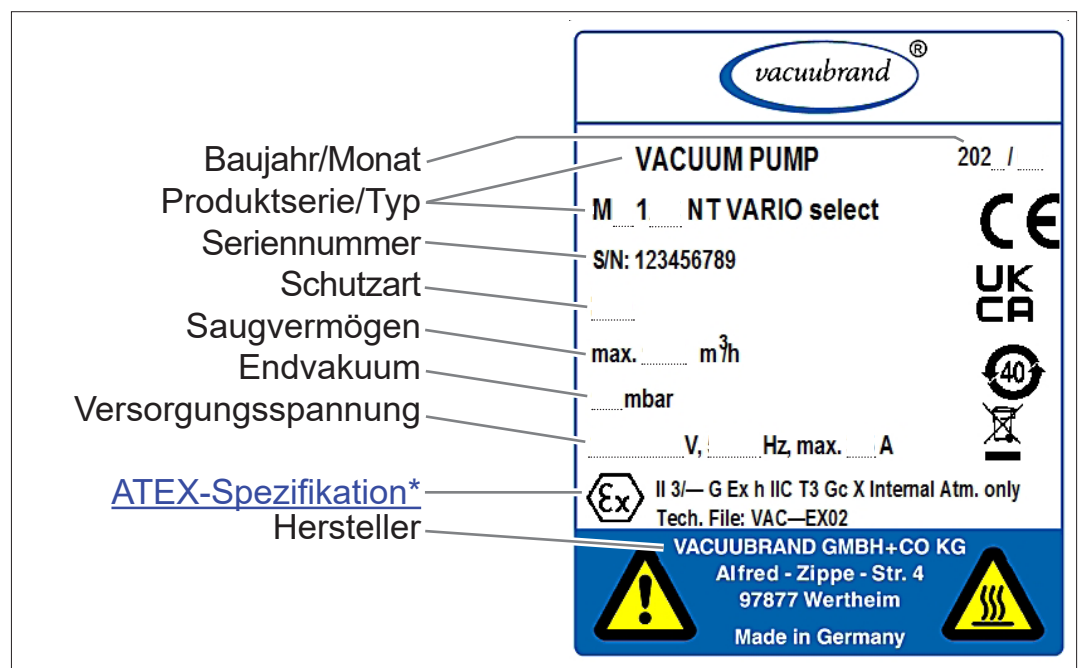 vacuubrand ®
Baujahr/Monat
Produktserie/Typ
Seriennummer
Schutzart
Saugvermögen
Endvakuum
Versorgungsspannung
ATEX-Spezifikation*
Hersteller
VACUUM PUMP 202 /
M 1 NT VARIO select
S/N: 123456789
max. m³/h
mbar
V, Hz, max. A
CE
UK
CA
40
Ex II 3/— G Ex h IIC T3 Gc X Internal Atm. only
Tech. File: VAC—EX02
VACUUBRAND GMBH+CO KG
Alfred - Zippe - Str. 4
97877 Wertheim
Made in Germany